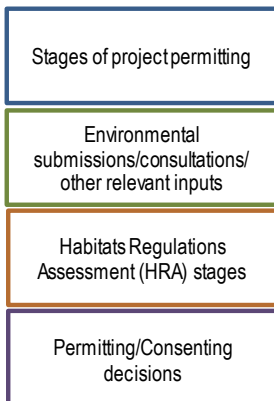 Stages of project permitting
Environmental
submissions/consultations/
other relevant inputs
Habitats Regulations
Assessment (HRA) stages
Permitting/Consenting
decisions